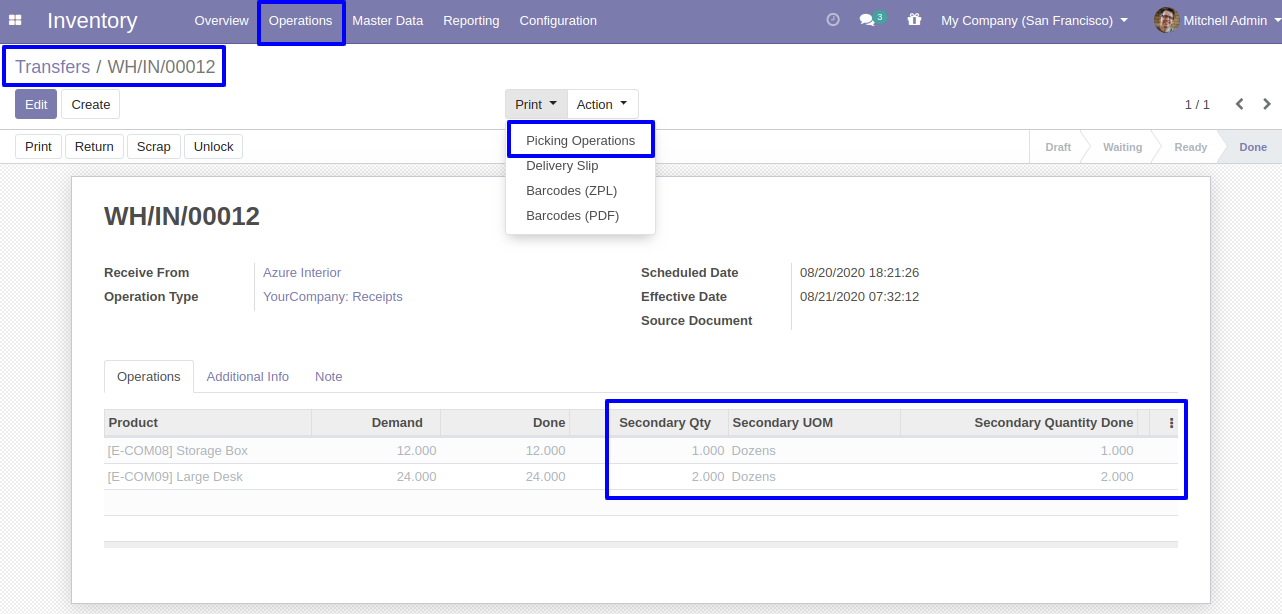 Inventory Overview Operations Master Data Reporting Configuration 3 My Company (San Francisco) Mitchell Admin
Transfers / WH/IN/00012
Edit Create Print Action 1 / 1
Picking Operations
Delivery Slip
Barcodes (ZPL)
Barcodes (PDF)
Print Return Scrap Unlock Draft Waiting Ready Done
WH/IN/00012
Receive From Azure Interior Scheduled Date 08/20/2020 18:21:26
Operation Type YourCompany: Receipts Effective Date 08/21/2020 07:32:12
Source Document
Operations Additional Info Note
Product Demand Done Secondary Qty Secondary UOM Secondary Quantity Done
[E-COM08] Storage Box 12.000 12.000 1.000 Dozens 1.000
[E-COM09] Large Desk 24.000 24.000 2.000 Dozens 2.000